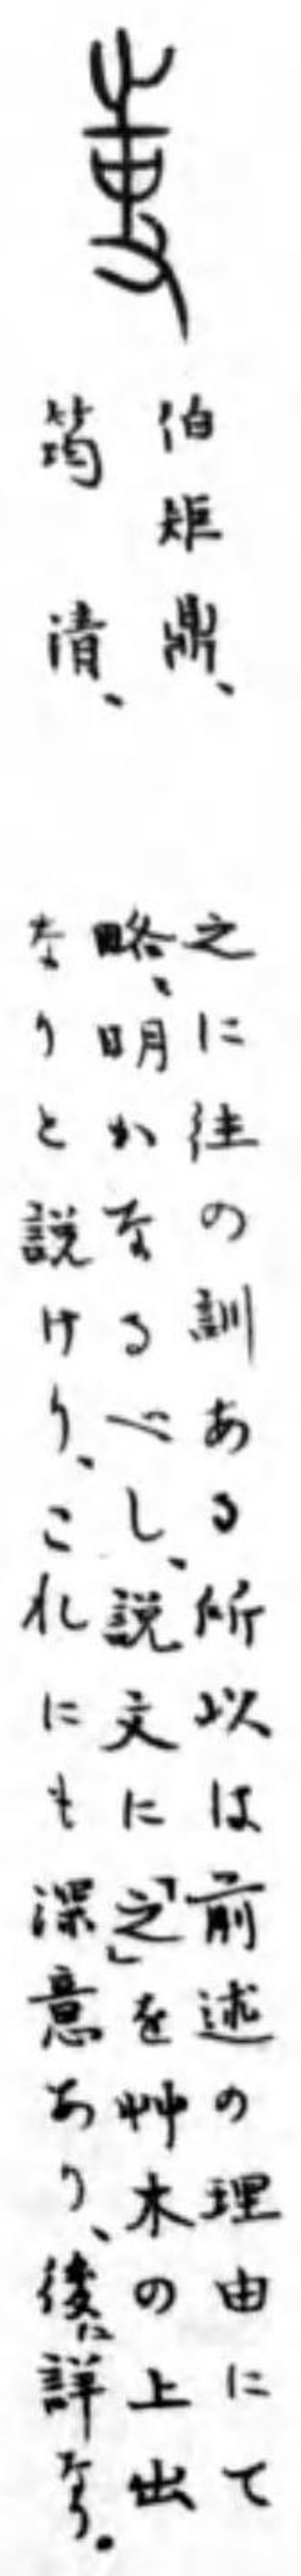 伯矩鼎、
筠清、
之に往の訓ある所以は前述の理由にて
略、明かなるべし、説文に「之」を艸木の上出
なりと説けり、これにも深意あり、後に詳なり。